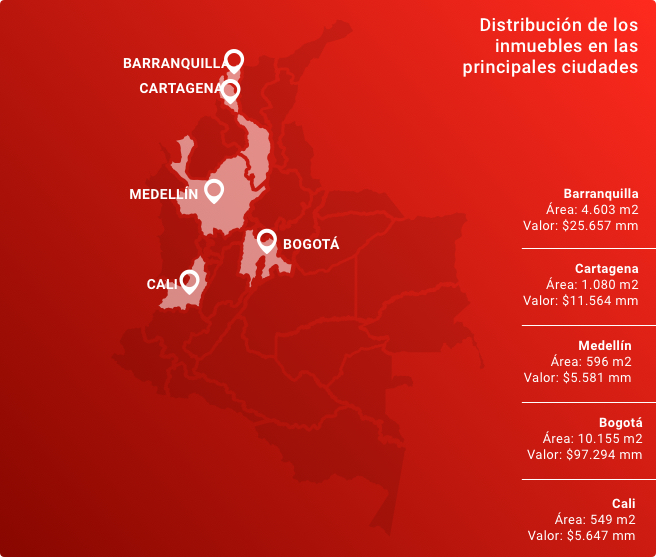 Distribución de los
inmuebles en las
principales ciudades
BARRANQUILLA
CARTAGENA
MEDELLÍN
BOGOTÁ
CALI
Barranquilla
Área: 4.603 m2
Valor: $25.657 mm
Cartagena
Área: 1.080 m2
Valor: $11.564 mm
Medellín
Área: 596 m2
Valor: $5.581 mm
Bogotá
Área: 10.155 m2
Valor: $97.294 mm
Cali
Área: 549 m2
Valor: $5.647 mm